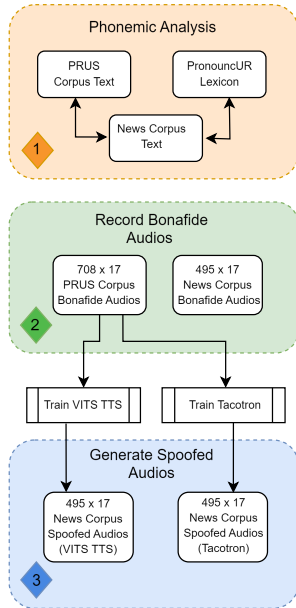 Phonemic Analysis
PRUS
Corpus Text
PronouncUR
Lexicon
News Corpus
Text
1
Record Bonafide
Audios
708 x 17
PRUS Corpus
Bonafide Audios
495 x 17
News Corpus
Bonafide Audios
2
Train VITS TTS
Train Tacotron
Generate Spoofed
Audios
495 x 17
News Corpus
Spoofed Audios
(VITS TTS)
495 x 17
News Corpus
Spoofed Audios
(Tacotron)
3